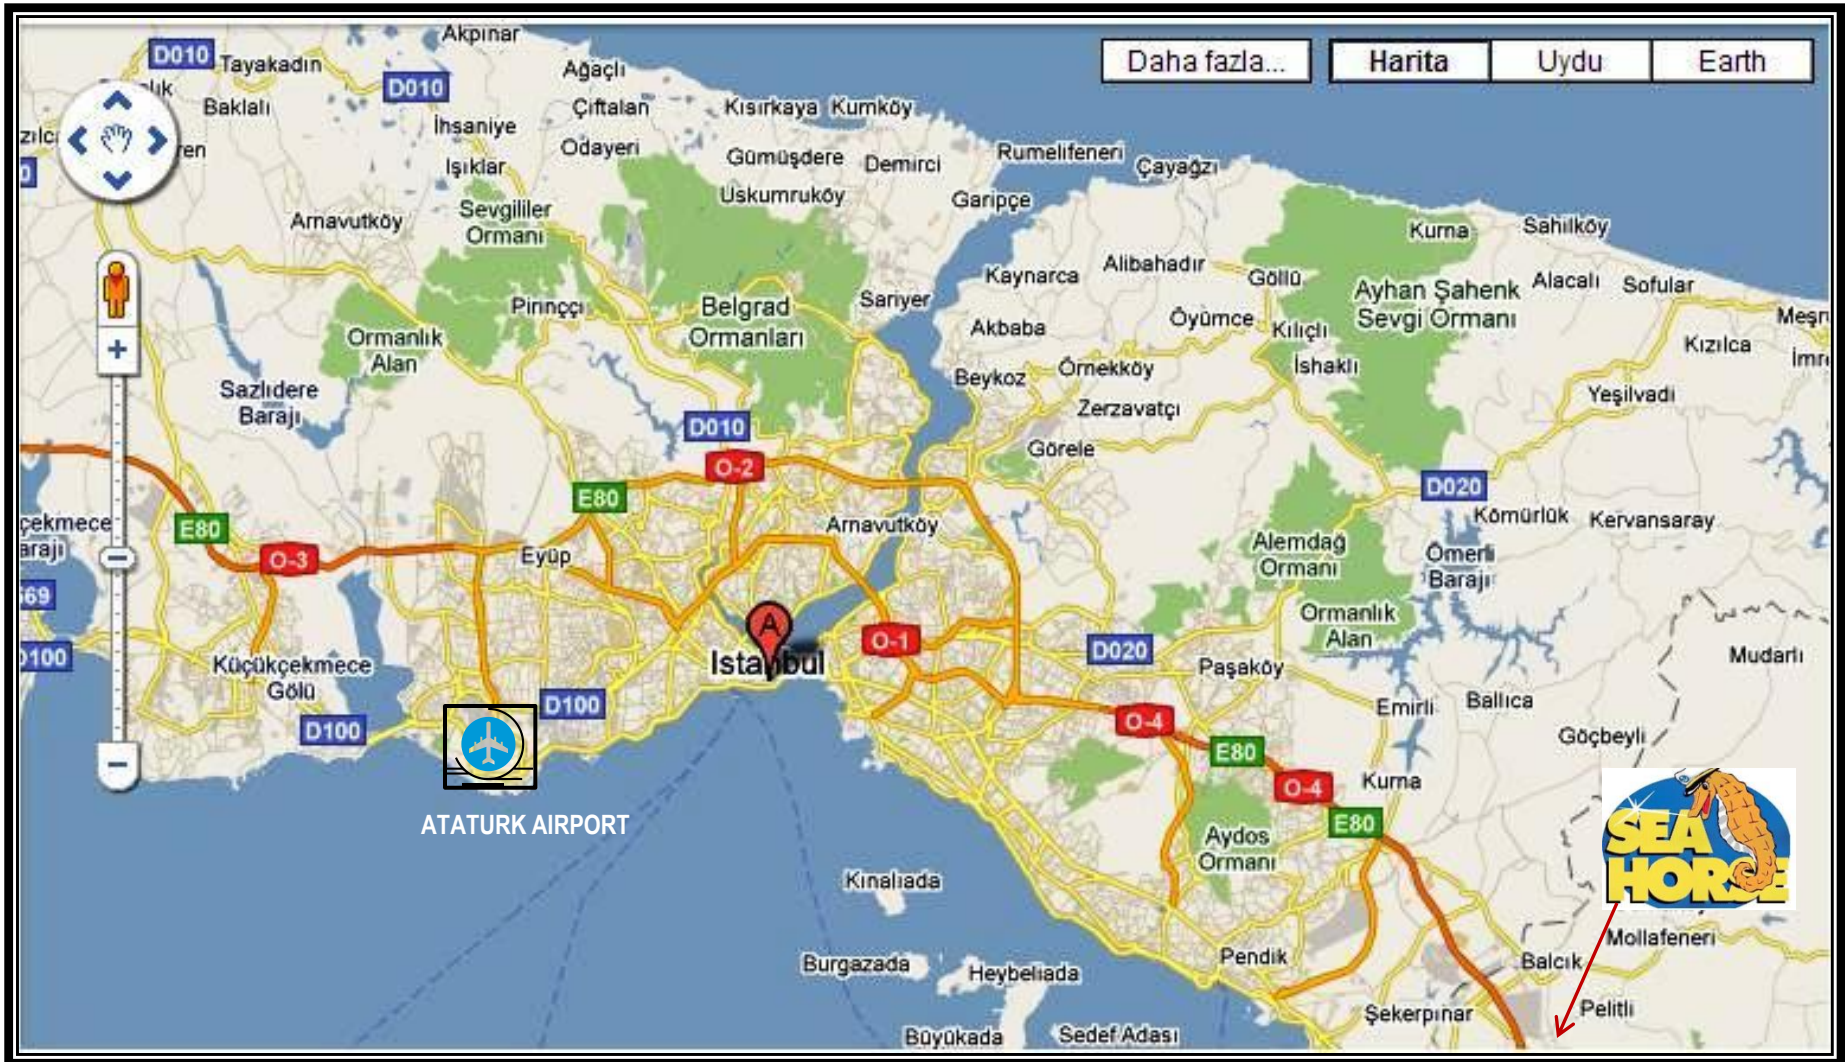 Akpınar
D010
Tayakadın
Ağaçlı
Daha fazla...
Harita
Uydu
Earth
D010
Baklalı
Çiftalan
Kısırkaya
Kumköy
İhsaniye
Odayeri
Işıklar
Gümüşdere
Demirci
Rumelifeneri
Çayağzı
Uskumruköy
Garipçe
Arnavutköy
Sevgililer
Ormanı
Kurna
Sahilköy
Kaynarca
Alibahadır
Göllü
Ayhan Şahenk
Sevgi Ormanı
Alacalı
Sofular
Pirinççi
Belgrad
Ormanları
Sarıyer
Akbaba
Öyümce
Kılıçlı
Ormanlık
Alan
Kızılca
İshaklı
Beykoz
Örnekköy
Sazlıdere
Barajı
Zerzavatçı
Yeşilvadi
D010
Görele
O-2
E80
D020
E80
Arnavutköy
Kömürlük
Kervansaray
O-3
Eyüp
Alemdağ
Ormanı
Ömerli
Barajı
A
Istanbul
O-1
D020
Ormanlık
Alan
Küçükçekmece
Gölü
Paşaköy
Mudarlı
D100
D100
Emirli
Ballıca
O-4
E80
Göçbeyli
O-4
Kurna
E80
ATATURK AIRPORT
Aydos
Ormanı
SEA
HORSE
Kınalıada
Burgazada
Heybeliada
Pendik
Balcık
Mollafeneri
Şekerpınar
Pelitli
Büyükada
Sedef Adası